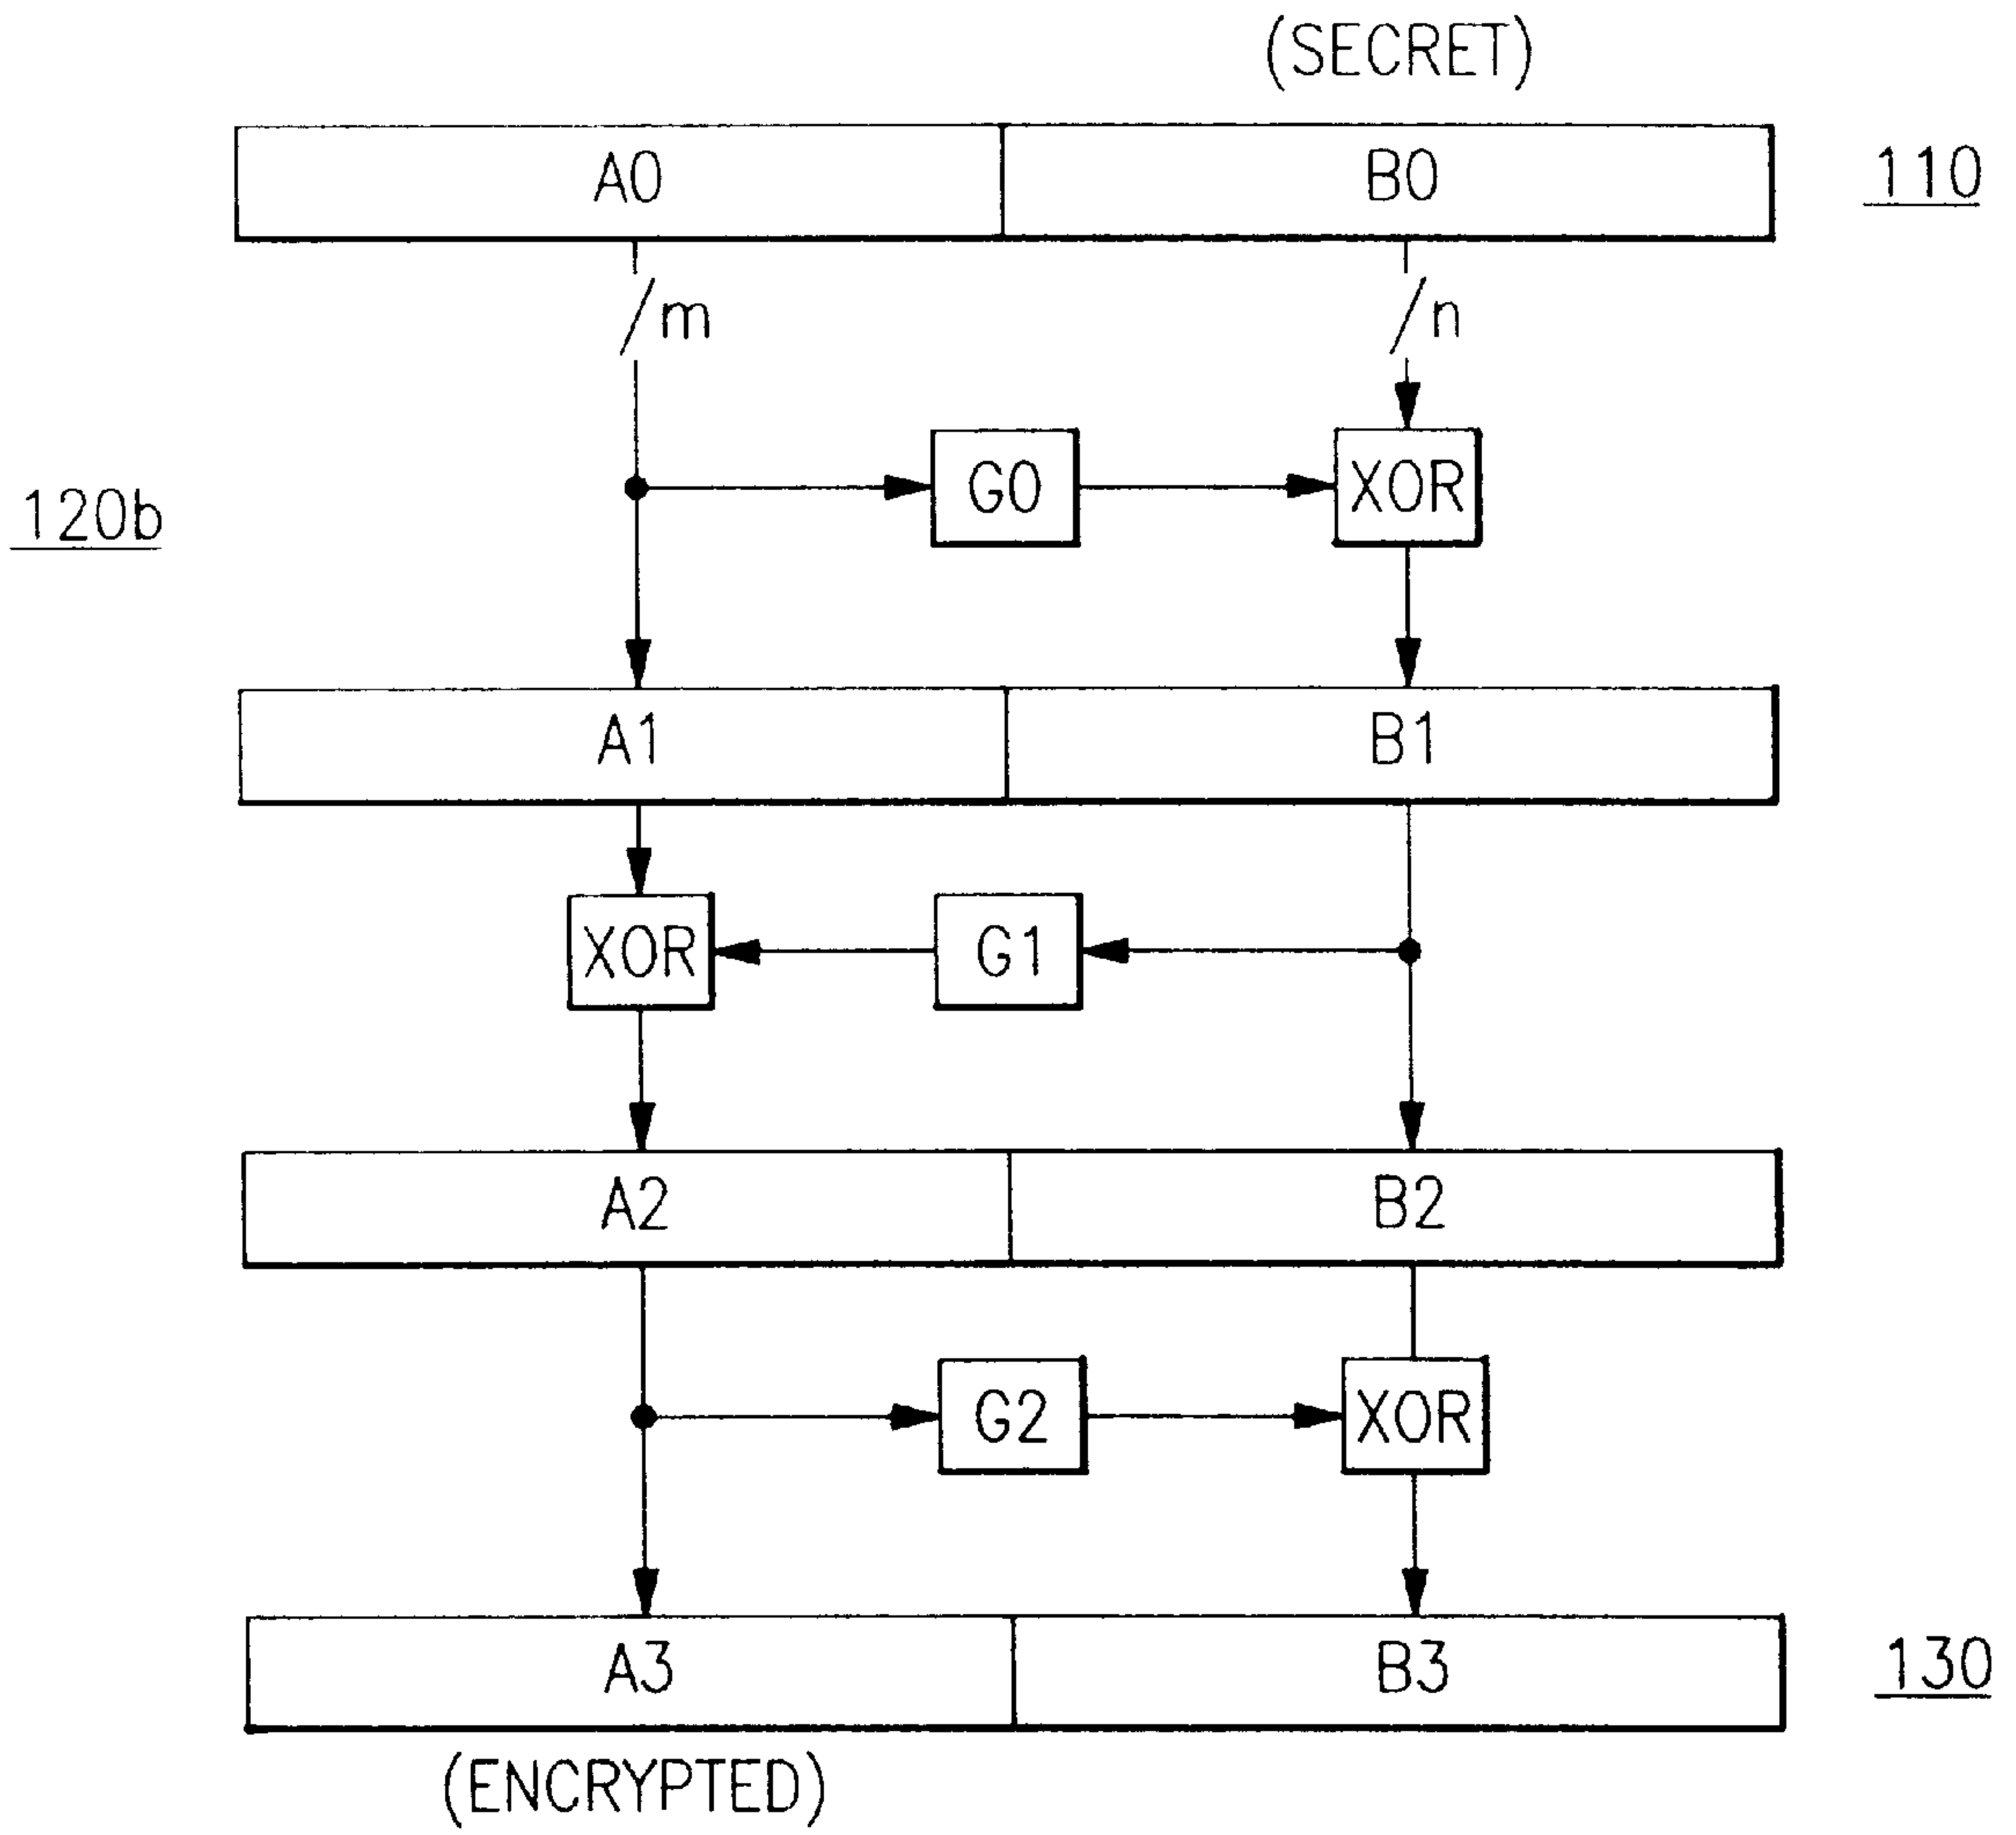 (SECRET)
A0 B0 110
/m /n
G0 XOR
120b
A1 B1
XOR G1
A2 B2
G2 XOR
A3 B3 130
(ENCRYPTED)